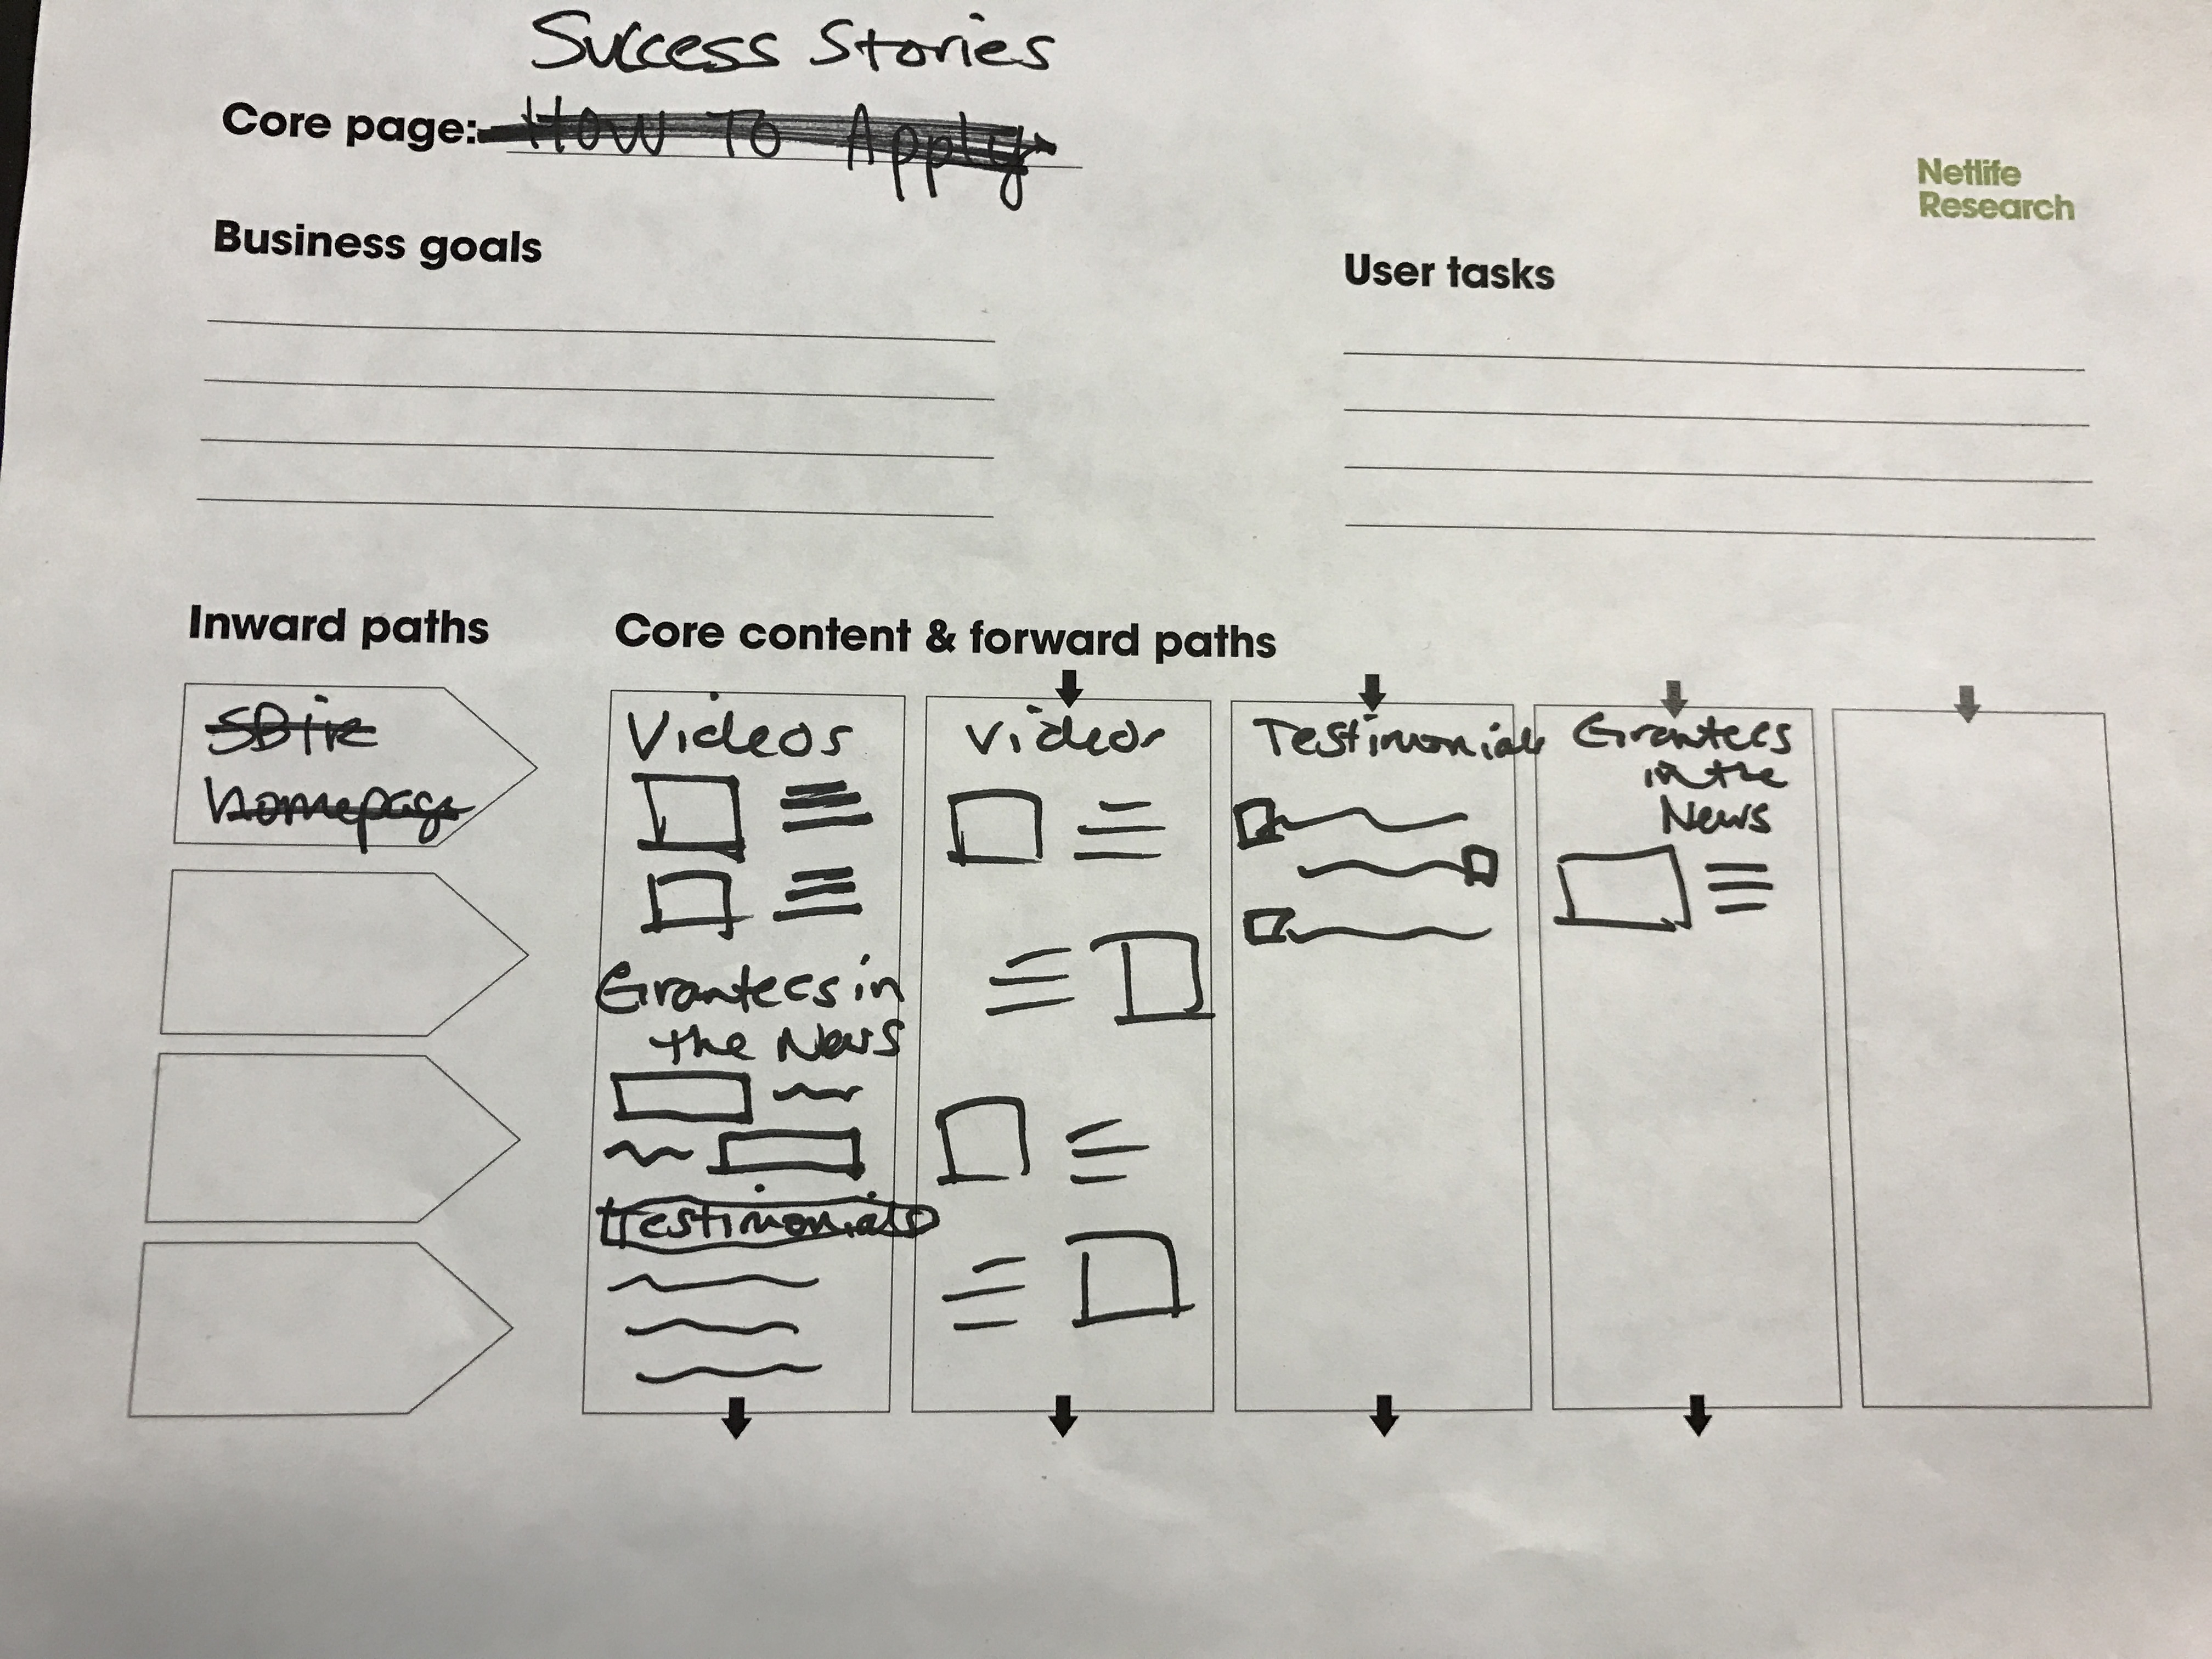 Success Stories
Core page: How To Apply
Netlife
Research
Business goals
User tasks
Inward paths
Core content & forward paths
SBIR
homepage
Videos
Grantees in
the News
Testimonials
Videos
Testimonials
Grantees
in the
News